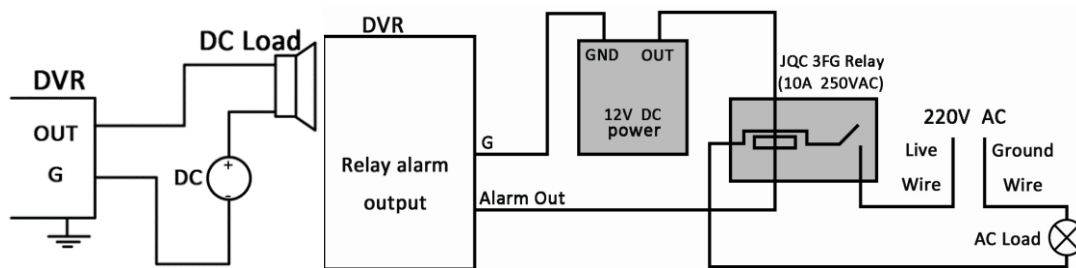 DC Load
DVR
OUT
G
DC
+
-
DVR
Relay alarm
output
G
Alarm Out
GND OUT
12V DC
power
JQC 3FG Relay
(10A 250VAC)
220V AC
Live
Wire
Ground
Wire
AC Load